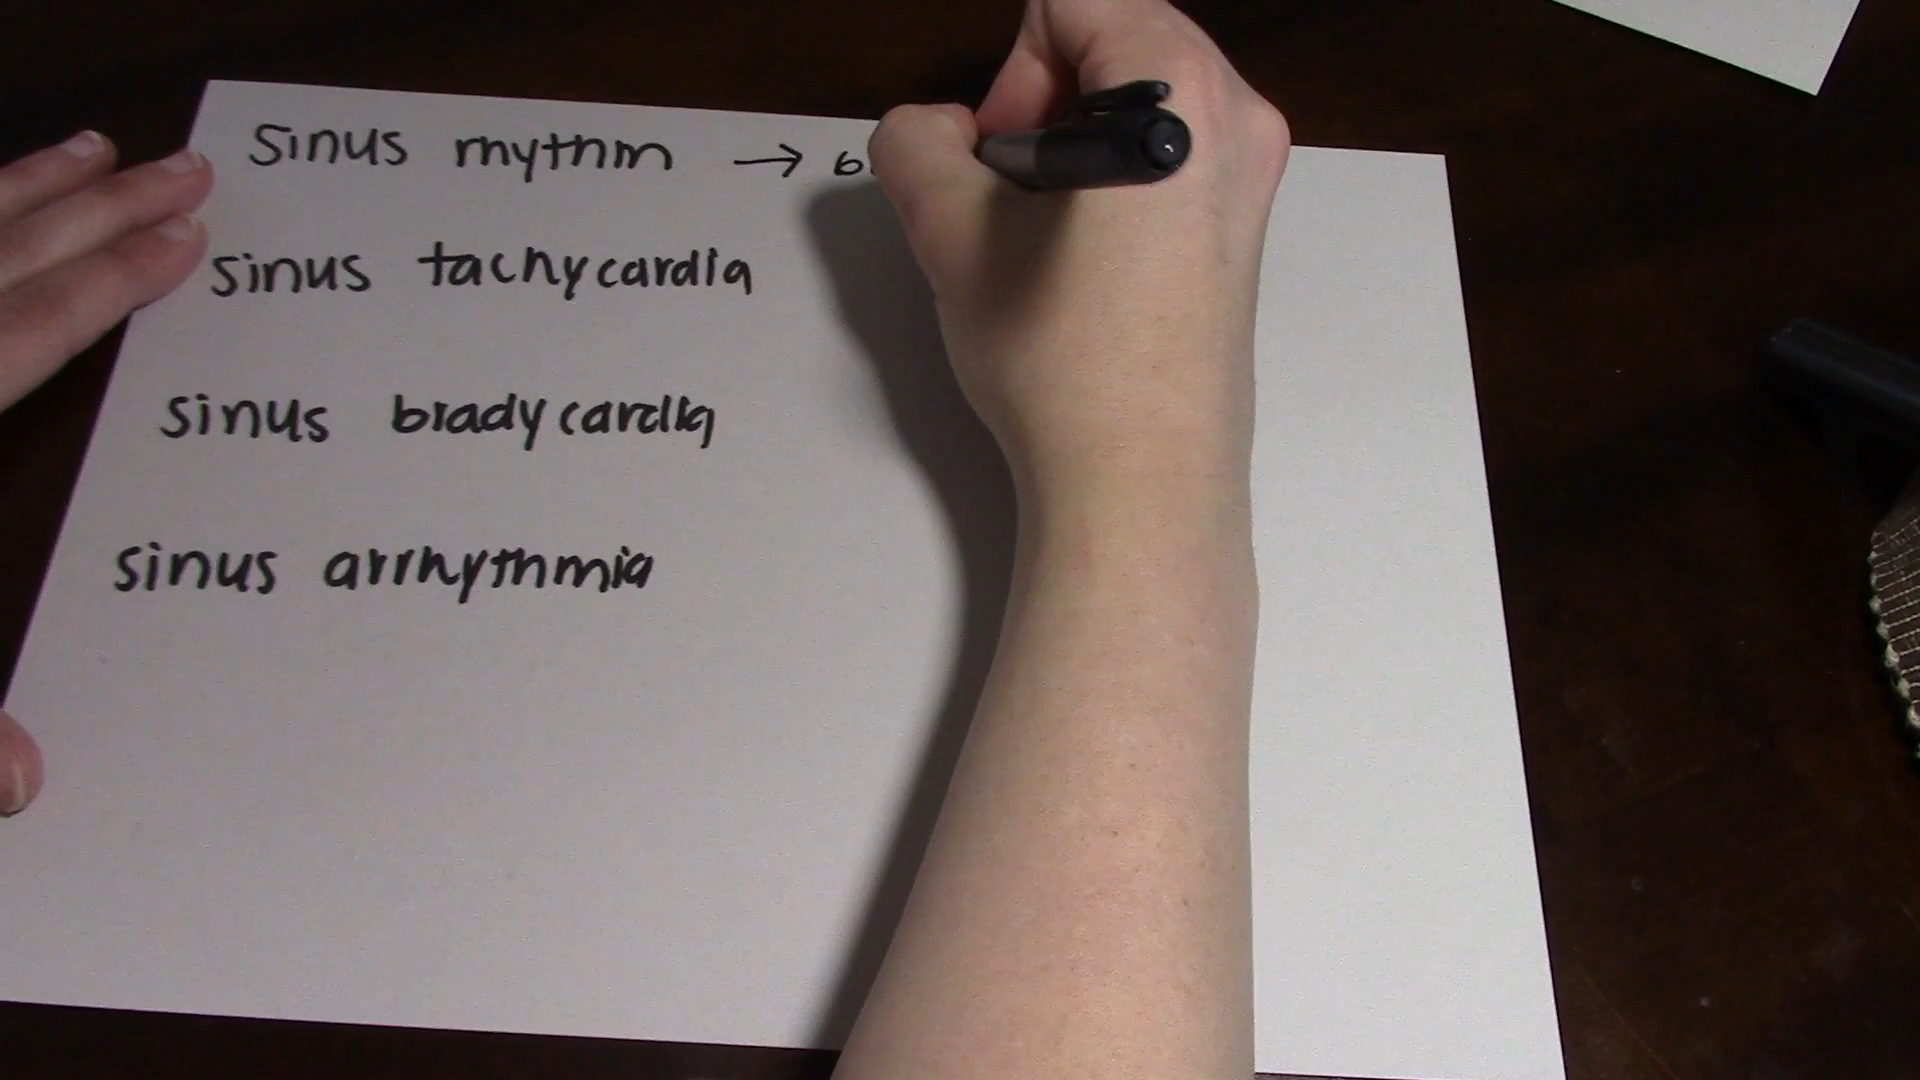 sinus rhythm →
sinus tachycardia
sinus bradycardia
sinus arrhythmia